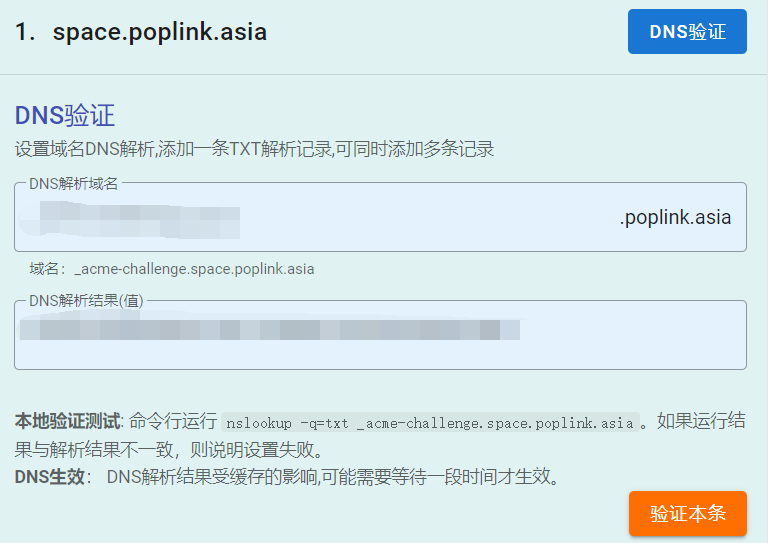 1. space.poplink.asia
DNS验证
DNS验证
设置域名DNS解析,添加一条TXT解析记录,可同时添加多条记录
DNS解析域名
.poplink.asia
域名：_acme-challenge.space.poplink.asia
DNS解析结果(值)
本地验证测试: 命令行运行 nslookup -q=txt _acme-challenge.space.poplink.asia 。如果运行结
果与解析结果不一致，则说明设置失败。
DNS生效： DNS解析结果受缓存的影响,可能需要等待一段时间才生效。
验证本条